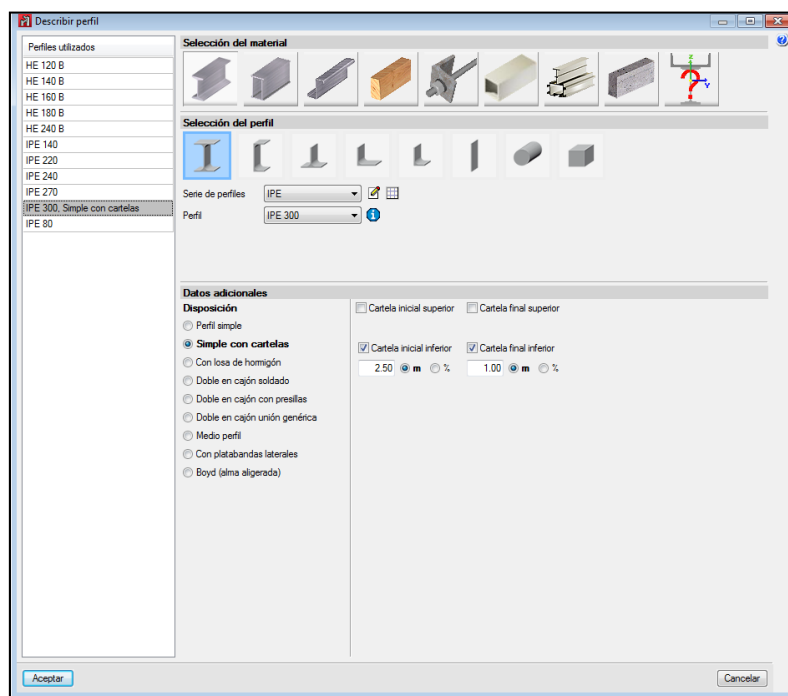 Describir perfil
Perfiles utilizados
HE 120 B
HE 140 B
HE 160 B
HE 180 B
HE 240 B
IPE 140
IPE 220
IPE 240
IPE 270
IPE 300, Simple con cartelas
IPE 80
Selección del material
Selección del perfil
Serie de perfiles IPE
Perfil IPE 300
Datos adicionales
Disposición
Perfil simple
Simple con cartelas
Con losa de hormigón
Doble en cajón soldado
Doble en cajón con presillas
Doble en cajón unión genérica
Medio perfil
Con platabandas laterales
Boyd (alma aligerada)
Cartela inicial superior Cartela final superior
Cartela inicial inferior Cartela final inferior
2.50 m % 1.00 m %
Aceptar Cancelar